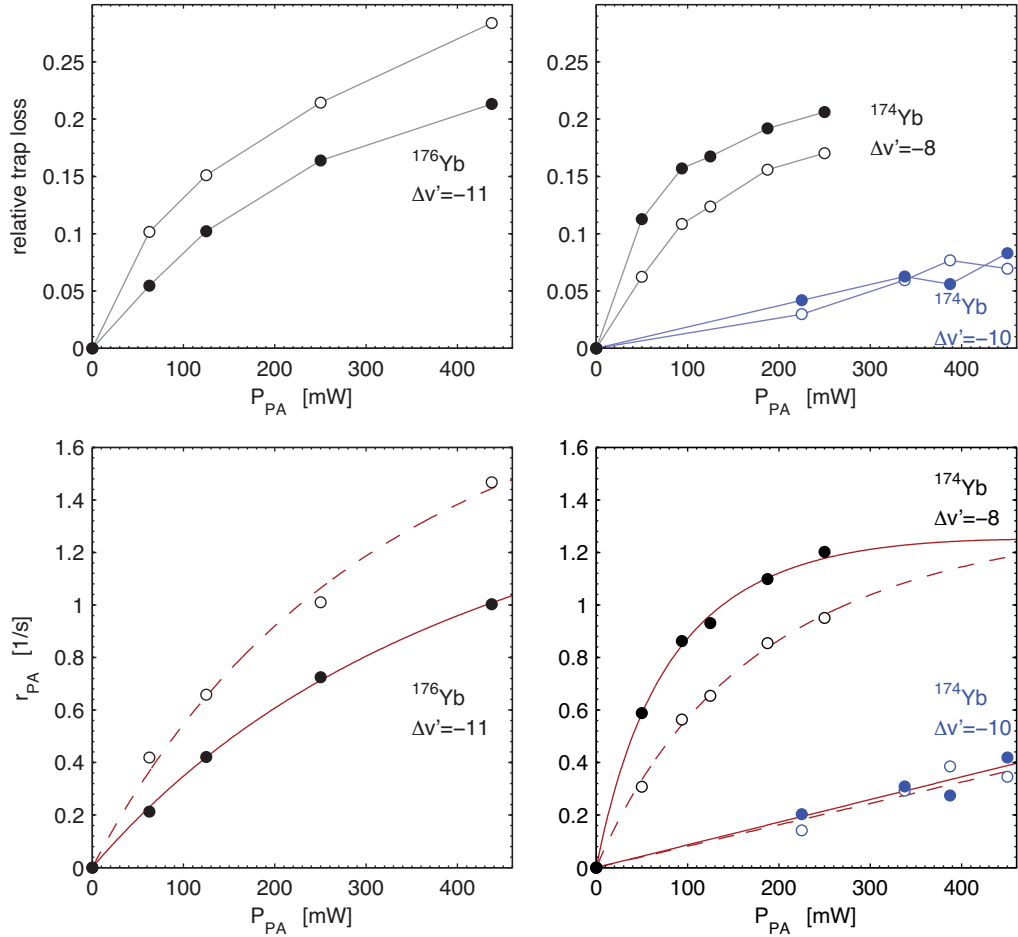 relative trap loss
0.25
0.2
0.15
0.1
0.05
0
0 100 200 300 400
P_PA [mW]
¹⁷⁶Yb
Δv'=−11
0.25
0.2
0.15
0.1
0.05
0
0 100 200 300 400
P_PA [mW]
¹⁷⁴Yb
Δv'=−8
¹⁷⁴Yb
Δv'=−10
r_PA [1/s]
1.6
1.4
1.2
1
0.8
0.6
0.4
0.2
0
0 100 200 300 400
P_PA [mW]
¹⁷⁶Yb
Δv'=−11
1.6
1.4
1.2
1
0.8
0.6
0.4
0.2
0
0 100 200 300 400
P_PA [mW]
¹⁷⁴Yb
Δv'=−8
¹⁷⁴Yb
Δv'=−10